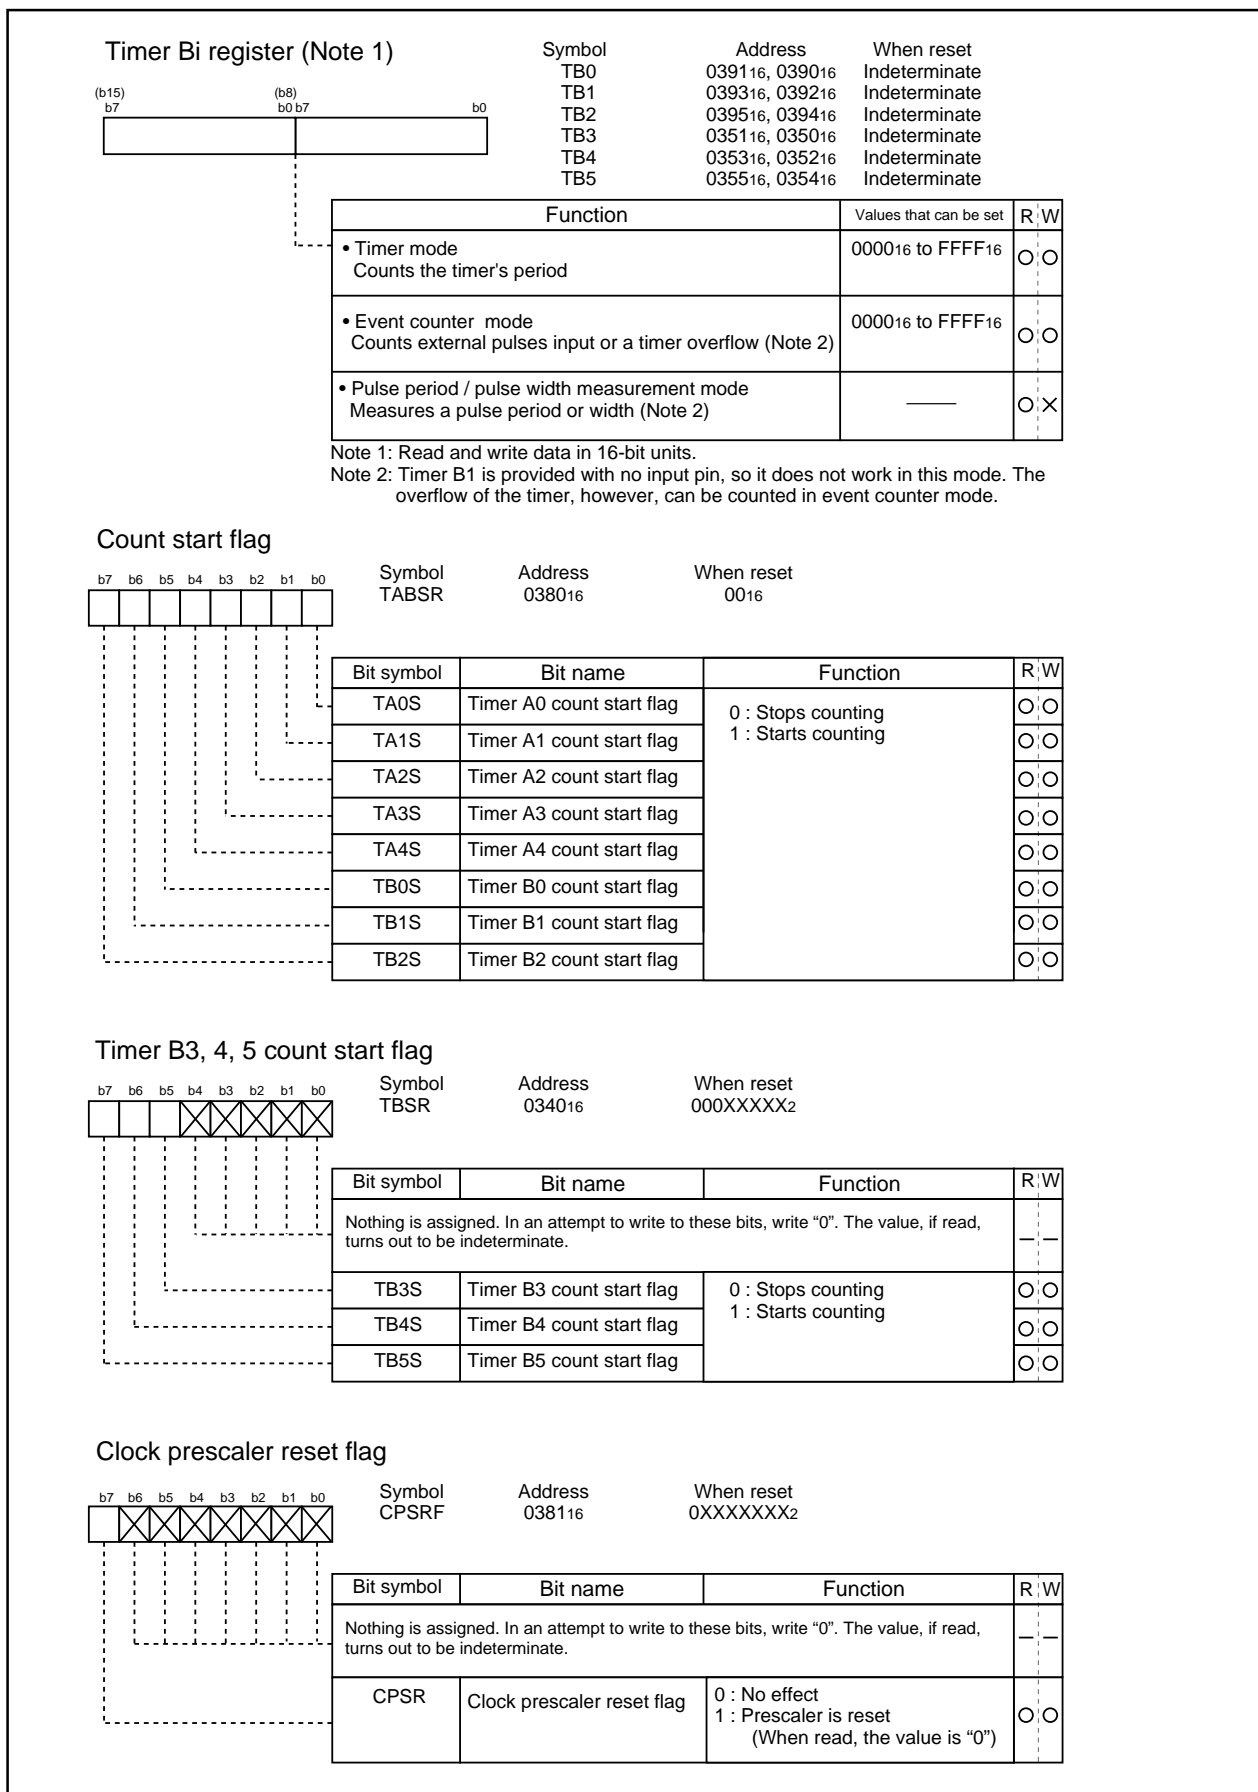 Timer Bi register (Note 1)
Symbol Address When reset
TB0 039116, 039016 Indeterminate
TB1 039316, 039216 Indeterminate
TB2 039516, 039416 Indeterminate
TB3 035116, 035016 Indeterminate
TB4 035316, 035216 Indeterminate
TB5 035516, 035416 Indeterminate
(b15) (b8)
b7 b0 b7 b0
Function Values that can be set R W
• Timer mode 000016 to FFFF16
Counts the timer's period
• Event counter mode 000016 to FFFF16
Counts external pulses input or a timer overflow (Note 2)
• Pulse period / pulse width measurement mode
Measures a pulse period or width (Note 2)
Note 1: Read and write data in 16-bit units.
Note 2: Timer B1 is provided with no input pin, so it does not work in this mode. The
overflow of the timer, however, can be counted in event counter mode.
Count start flag
b7 b6 b5 b4 b3 b2 b1 b0
Symbol Address When reset
TABSR 038016 0016
Bit symbol Bit name Function R W
TA0S Timer A0 count start flag 0 : Stops counting
TA1S Timer A1 count start flag 1 : Starts counting
TA2S Timer A2 count start flag
TA3S Timer A3 count start flag
TA4S Timer A4 count start flag
TB0S Timer B0 count start flag
TB1S Timer B1 count start flag
TB2S Timer B2 count start flag
Timer B3, 4, 5 count start flag
b7 b6 b5 b4 b3 b2 b1 b0
Symbol Address When reset
TBSR 034016 000XXXXX2
Bit symbol Bit name Function R W
Nothing is assigned. In an attempt to write to these bits, write “0”. The value, if read,
turns out to be indeterminate.
TB3S Timer B3 count start flag 0 : Stops counting
TB4S Timer B4 count start flag 1 : Starts counting
TB5S Timer B5 count start flag
Clock prescaler reset flag
b7 b6 b5 b4 b3 b2 b1 b0
Symbol Address When reset
CPSRF 038116 0XXXXXXX2
Bit symbol Bit name Function R W
Nothing is assigned. In an attempt to write to these bits, write “0”. The value, if read,
turns out to be indeterminate.
CPSR Clock prescaler reset flag 0 : No effect
1 : Prescaler is reset
(When read, the value is “0”)